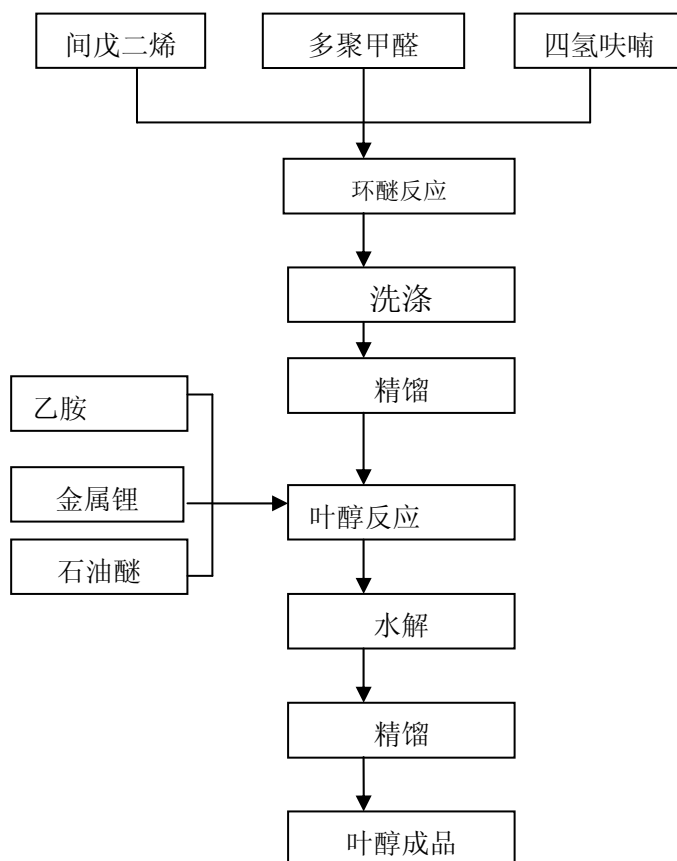 间戊二烯
多聚甲醛
四氢呋喃
环醚反应
洗涤
精馏
乙胺
金属锂
叶醇反应
石油醚
水解
精馏
叶醇成品